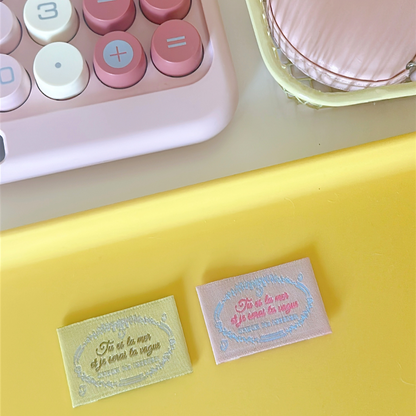 3
0
•
+
=
Tu es la mer
et je serai la vague
Tu es la mer
et je serai la vague